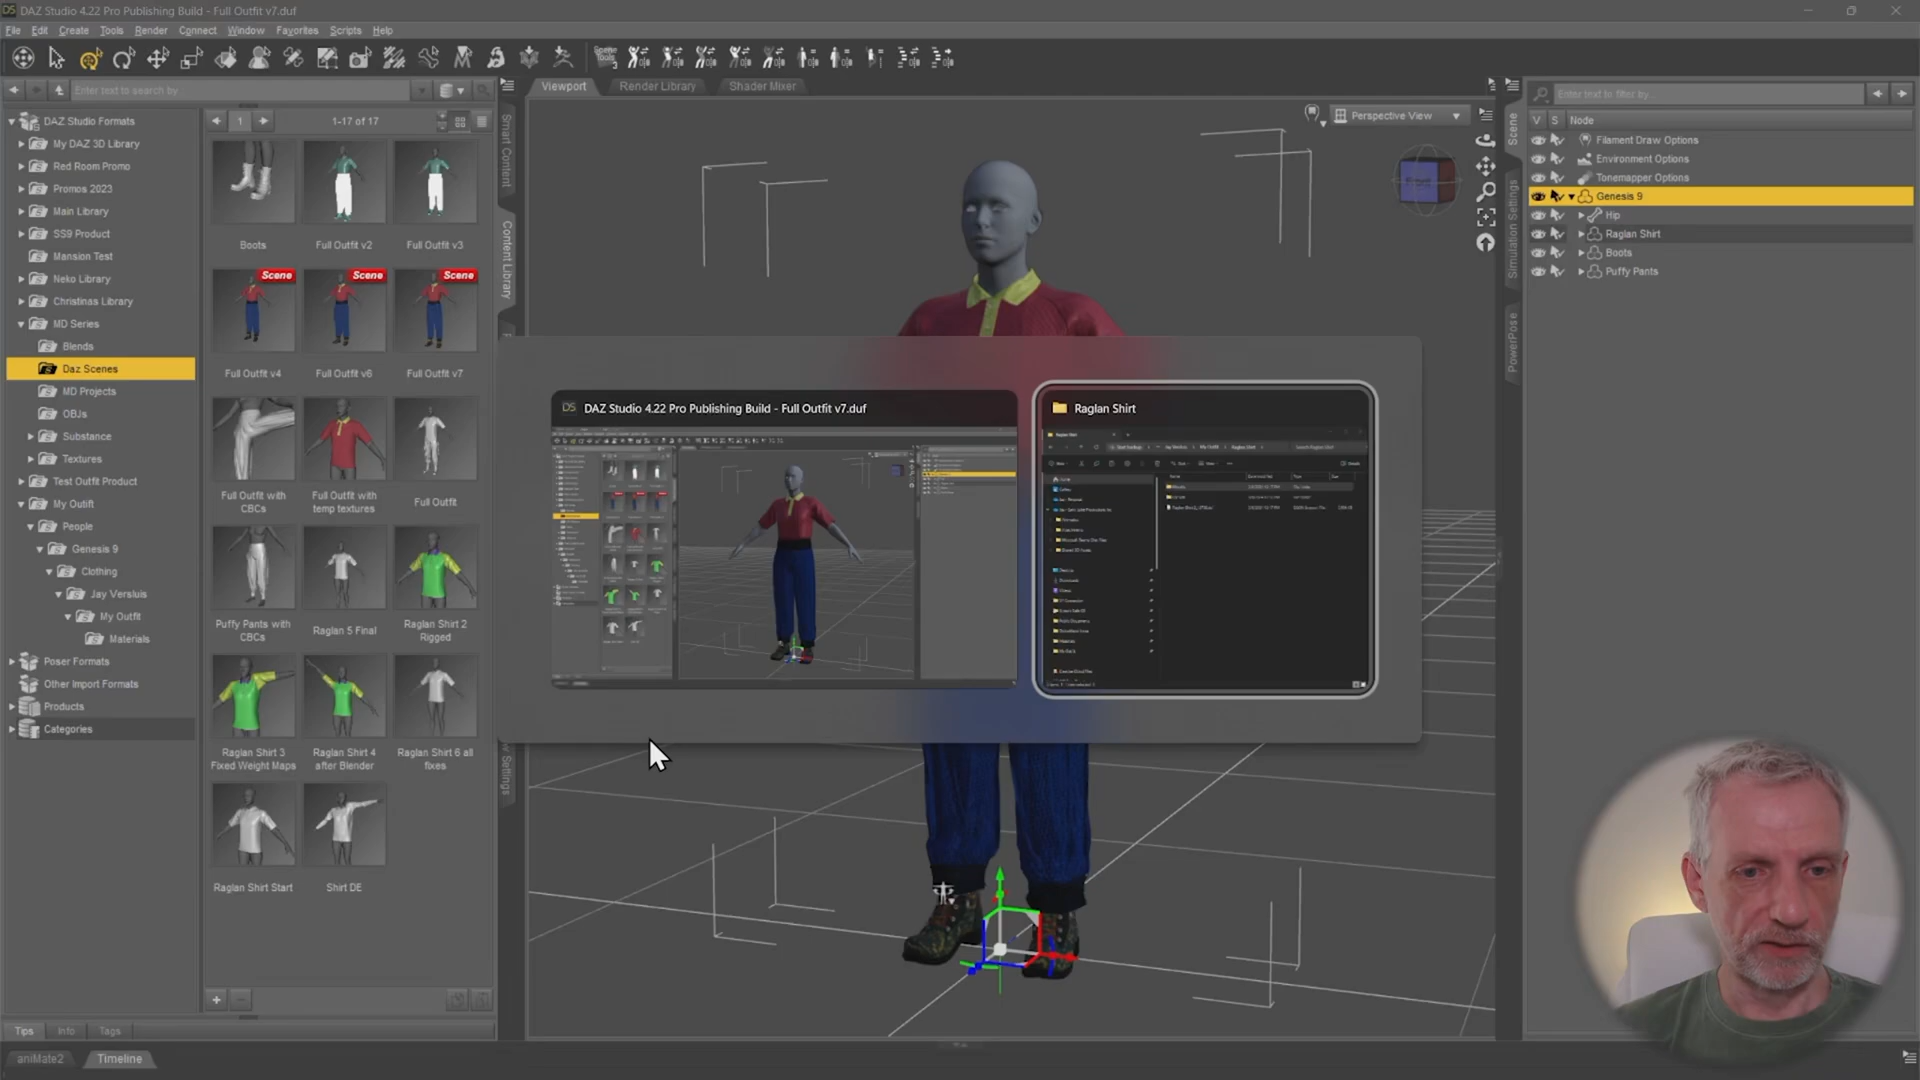 DAZ Studio 4.22 Pro Publishing Build - Full Outfit v7.duf
File Edit Create Tools Render Connect Window Favorites Scripts Help
Enter text to search by...
Viewport Render Library Shader Mixer
Perspective View
Enter text to filter by...
V S Node
DAZ Studio Formats
My DAZ 3D Library
Red Room Promo
Promos 2023
Main Library
SS9 Product
Mansion Test
Neko Library
Christmas Library
MD Series
Blends
Daz Scenes
MD Projects
OBJs
Substance
Textures
Test Outfit Product
My Outfit
People
Genesis 9
Clothing
Jay Versluis
My Outfit
Materials
Poser Formats
Other Import Formats
Products
Categories
1
1-17 of 17
Boots
Full Outfit v2
Full Outfit v3
Scene
Scene
Scene
Full Outfit v4
Full Outfit v6
Full Outfit v7
Full Outfit with CBCs
Full Outfit with temp textures
Full Outfit
Puffy Pants with CBCs
Raglan 5 Final
Raglan Shirt 2 Rigged
Raglan Shirt 3 Fixed Weight Maps
Raglan Shirt 4 after Blender
Raglan Shirt 6 all fixes
Raglan Shirt Start
Shirt DE
Smart Content
Content Library
Settings
Scene
Simulation Settings
PowerPose
Filament Draw Options
Environment Options
Tonemapper Options
Genesis 9
Hip
Raglan Shirt
Boots
Puffy Pants
DS DAZ Studio 4.22 Pro Publishing Build - Full Outfit v7.duf
Raglan Shirt
Tips Info Tags
aniMate2 Timeline